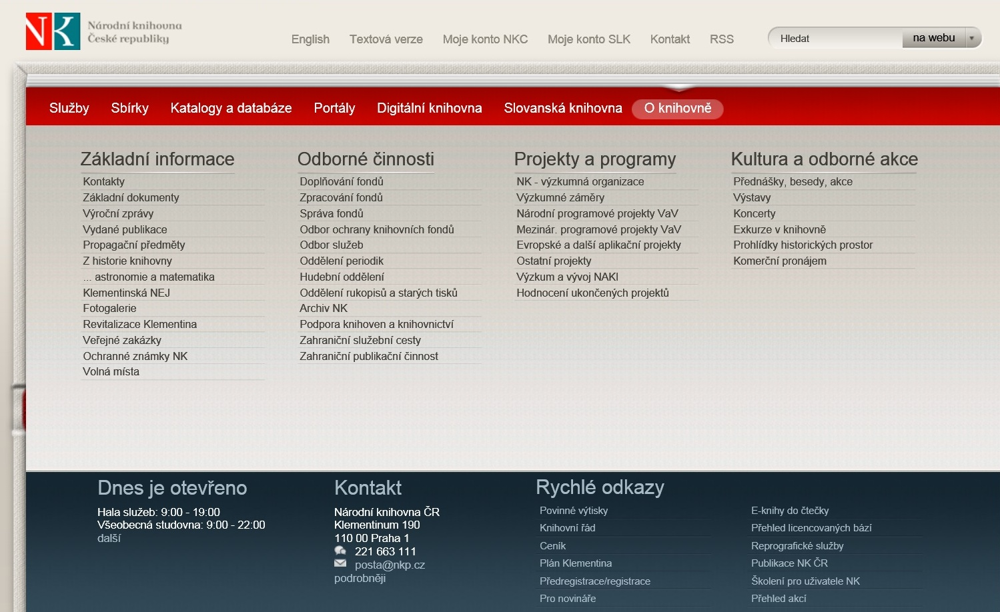 Národní knihovna
České republiky
English Textová verze Moje konto NKC Moje konto SLK Kontakt RSS
Hledat na webu
Služby Sbírky Katalogy a databáze Portály Digitální knihovna Slovanská knihovna O knihovně
Základní informace
Kontakty
Základní dokumenty
Výroční zprávy
Vydané publikace
Propagační předměty
Z historie knihovny
... astronomie a matematika
Klementinská NEJ
Fotogalerie
Revitalizace Klementina
Veřejné zakázky
Ochranné známky NK
Volná místa
Odborné činnosti
Doplňování fondů
Zpracování fondů
Správa fondů
Odbor ochrany knihovních fondů
Odbor služeb
Oddělení periodik
Hudební oddělení
Oddělení rukopisů a starých tisků
Archiv NK
Podpora knihoven a knihovnictví
Zahraniční služební cesty
Zahraniční publikační činnost
Projekty a programy
NK - výzkumná organizace
Výzkumné záměry
Národní programové projekty VaV
Mezinár. programové projekty VaV
Evropské a další aplikační projekty
Ostatní projekty
Výzkum a vývoj NAKI
Hodnocení ukončených projektů
Kultura a odborné akce
Přednášky, besedy, akce
Výstavy
Koncerty
Exkurze v knihovně
Prohlídky historických prostor
Komerční pronájem
Dnes je otevřeno
Hala služeb: 9:00 - 19:00
Všeobecná studovna: 9:00 - 22:00
další
Kontakt
Národní knihovna ČR
Klementinum 190
110 00 Praha 1
221 663 111
posta@nkp.cz
podrobněji
Rychlé odkazy
Povinné výtisky
Knihovní řád
Ceník
Plán Klementina
Předregistrace/registrace
Pro novináře
E-knihy do čtečky
Přehled licencovaných bází
Reprografické služby
Publikace NK ČR
Školení pro uživatele NK
Přehled akcí